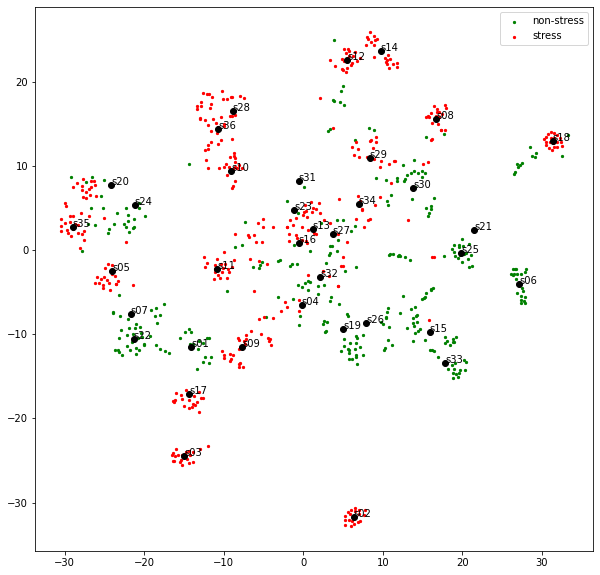 non-stress
stress
s14
s12
s28
s08
s36
s18
s29
s10
s31
s20
s30
s24
s34
s23
s35
s13
s21
s27
s16
s25
s11
s05
s32
s06
s04
s07
s26
s19
s15
s22
s01
s09
s33
s17
s03
s02
20
10
0
−10
−20
−30
−30
−20
−10
0
10
20
30